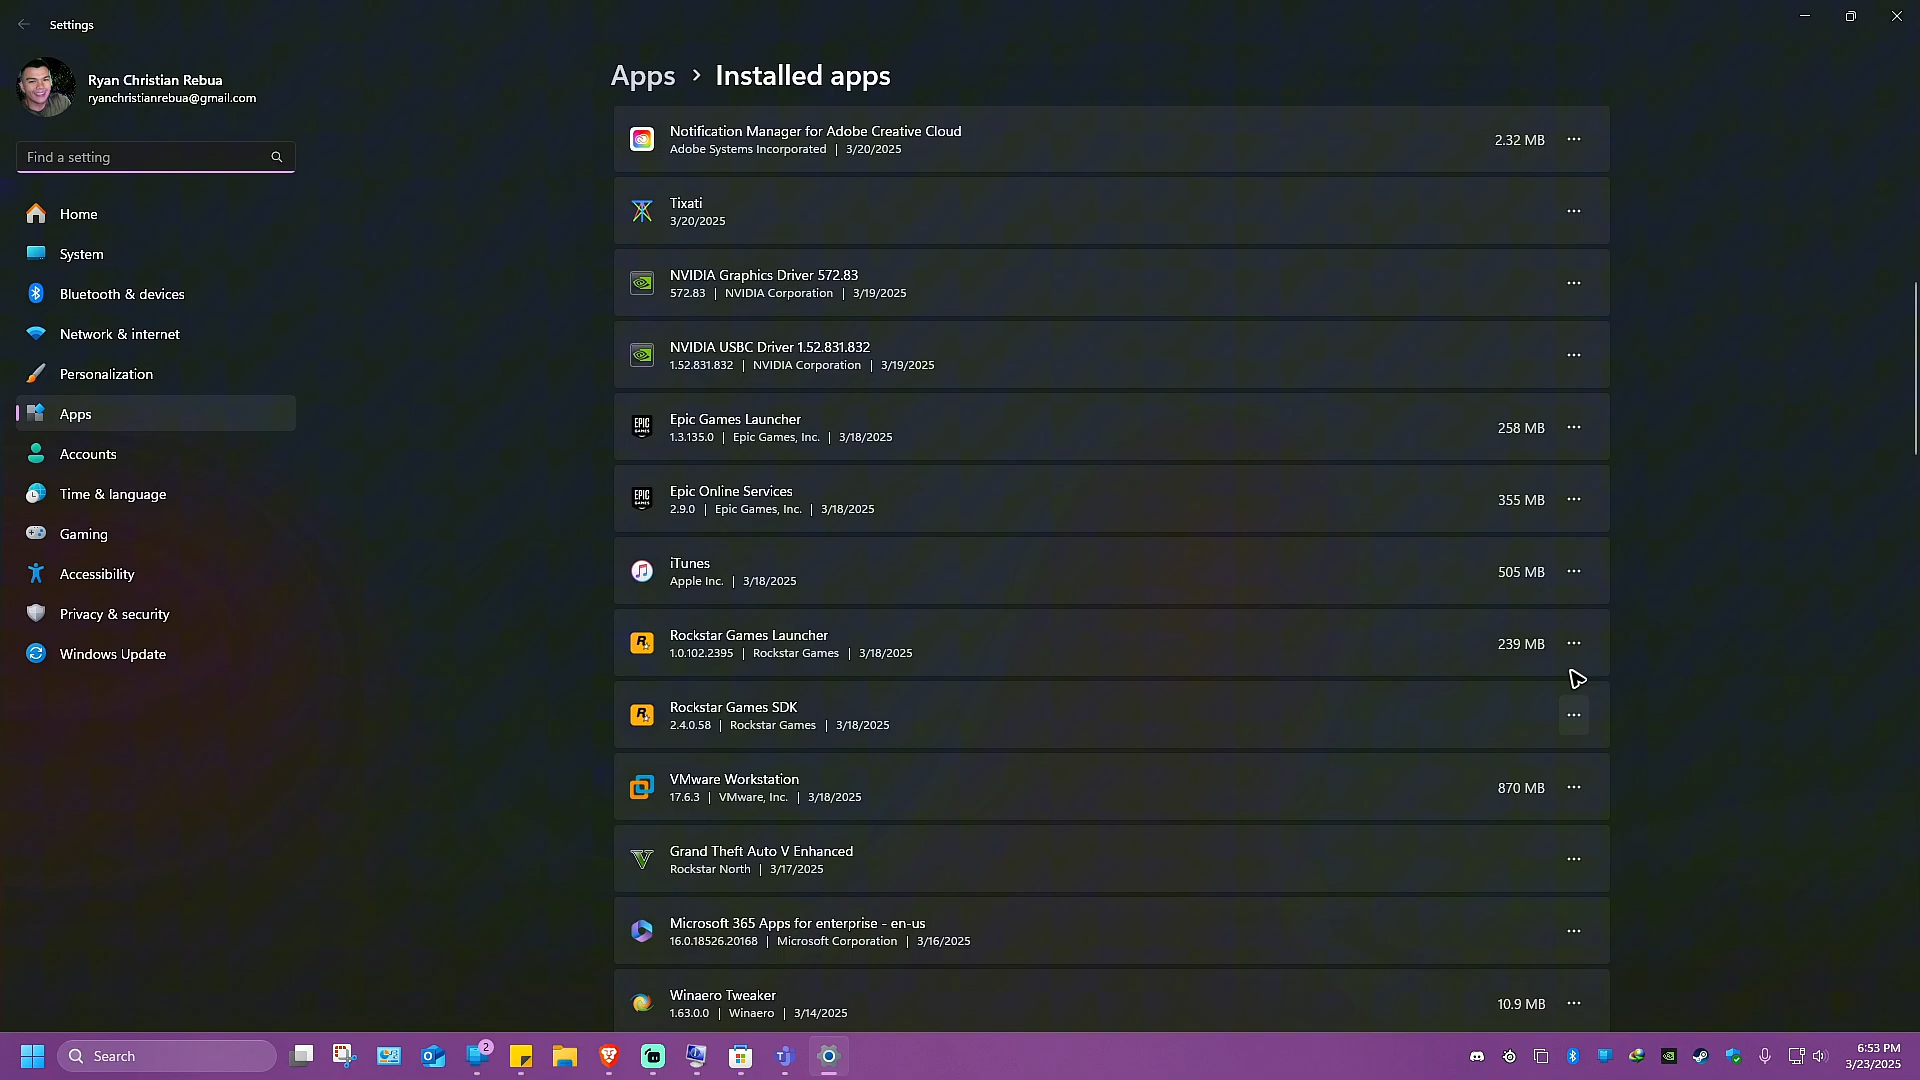 Settings
Ryan Christian Rebua
ryanchristianrebua@gmail.com
Find a setting
Home
System
Bluetooth & devices
Network & internet
Personalization
Apps
Accounts
Time & language
Gaming
Accessibility
Privacy & security
Windows Update
Apps > Installed apps
Notification Manager for Adobe Creative Cloud
Adobe Systems Incorporated | 3/20/2025
2.32 MB
Tixati
3/20/2025
NVIDIA Graphics Driver 572.83
572.83 | NVIDIA Corporation | 3/19/2025
NVIDIA USBC Driver 1.52.831.832
1.52.831.832 | NVIDIA Corporation | 3/19/2025
Epic Games Launcher
1.3.135.0 | Epic Games, Inc. | 3/18/2025
258 MB
Epic Online Services
2.9.0 | Epic Games, Inc. | 3/18/2025
355 MB
iTunes
Apple Inc. | 3/18/2025
505 MB
Rockstar Games Launcher
1.0.102.2395 | Rockstar Games | 3/18/2025
239 MB
Rockstar Games SDK
2.4.0.58 | Rockstar Games | 3/18/2025
VMware Workstation
17.6.3 | VMware, Inc. | 3/18/2025
870 MB
Grand Theft Auto V Enhanced
Rockstar North | 3/17/2025
Microsoft 365 Apps for enterprise - en-us
16.0.18526.20168 | Microsoft Corporation | 3/16/2025
Winaero Tweaker
1.63.0.0 | Winaero | 3/14/2025
10.9 MB
Search
2
6:53 PM
3/23/2025